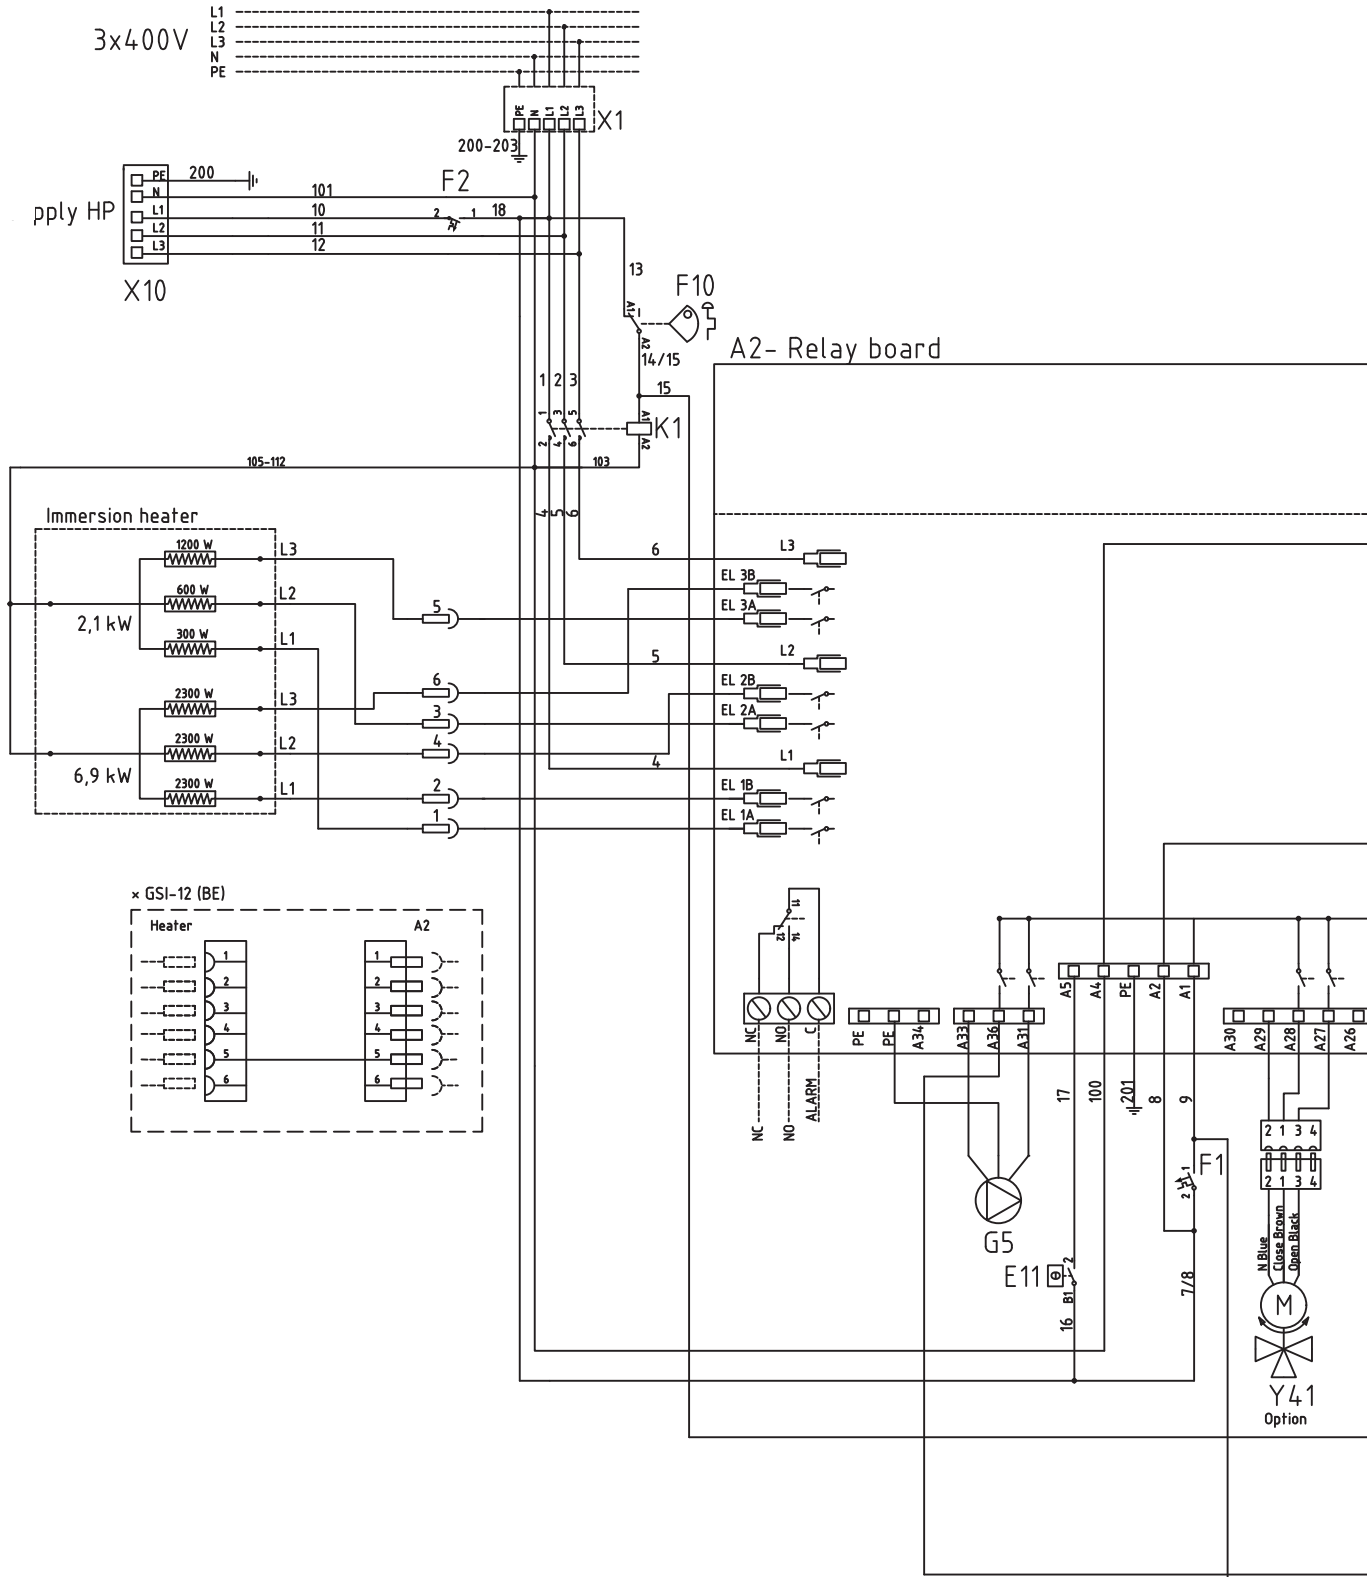 L1
L2
3x400V
L3
N
PE
PE N L1 L2 L3
X1
200-203
PE 200
N 101
F2
pply HP
L1 10 2 1 18
L2 11
L3 12
X10
13
F10
A1
A2
14/15
A2- Relay board
1 2 3
15
1 3 5
A1
K1
2 4 6
A2
105-112
103
4 5 6
Immersion heater
1200 W
L3
6
L3
EL 3B
600 W
L2
5
EL 3A
2,1 kW
300 W
L1
5
L2
6
EL 2B
2300 W
L3
3
EL 2A
2300 W
L2
4
6,9 kW
4
L1
2300 W
L1
2
EL 1B
1
EL 1A
× GSI-12 (BE)
Heater
A2
1 1
2 2
3 3
4 4
5 5
6 6
11
12 14
NC NO C
PE PE A34
A33 A36 A31
A5 A4 PE A2 A1
A30 A29 A28 A27 A26
NC NO ALARM
17 100 201 8 9
2 1 3 4
2 1 3 4
1
F1
2
G5
N Blue
Close Brown
Open Black
2
E11
B1
7/8
16
M
Y41
Option